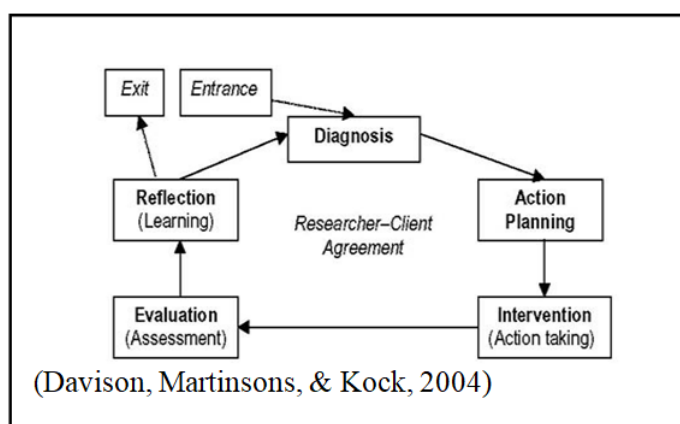 Exit
Entrance
Diagnosis
Reflection
(Learning)
Action
Planning
Researcher–Client
Agreement
Evaluation
(Assessment)
Intervention
(Action taking)
(Davison, Martinsons, & Kock, 2004)